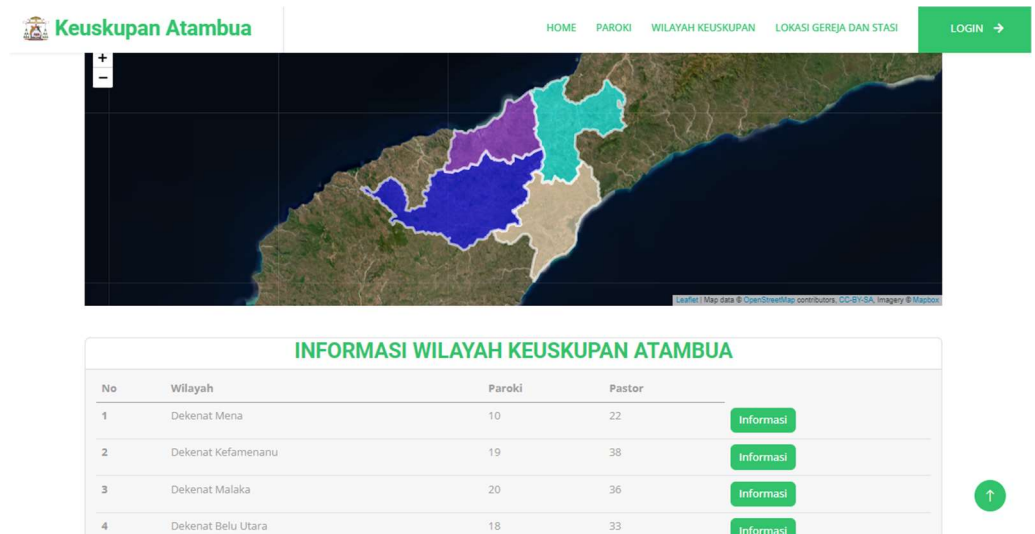 Keuskupan Atambua
HOME PAROKI WILAYAH KEUSKUPAN LOKASI GEREJA DAN STASI LOGIN →
+
−
Leaflet | Map data © OpenStreetMap contributors, CC-BY-SA, Imagery © Mapbox
INFORMASI WILAYAH KEUSKUPAN ATAMBUA
No Wilayah Paroki Pastor
1 Dekenat Mena 10 22 Informasi
2 Dekenat Kefamenanu 19 38 Informasi
3 Dekenat Malaka 20 36 Informasi
4 Dekenat Belu Utara 18 33 Informasi